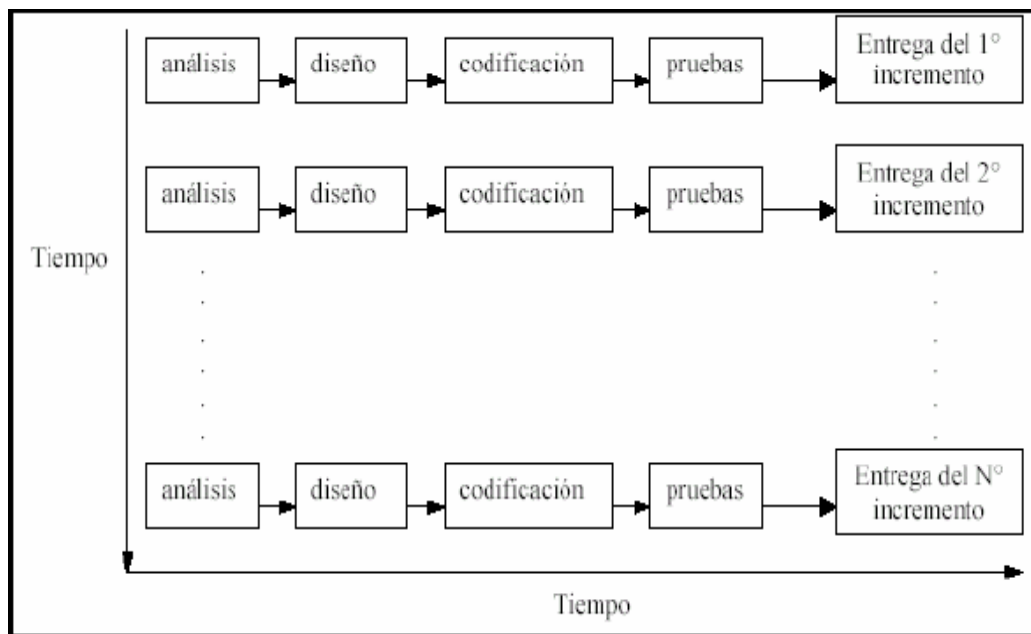 análisis
diseño
codificación
pruebas
Entrega del 1°
incremento
análisis
diseño
codificación
pruebas
Entrega del 2°
incremento
Tiempo
análisis
diseño
codificación
pruebas
Entrega del N°
incremento
Tiempo